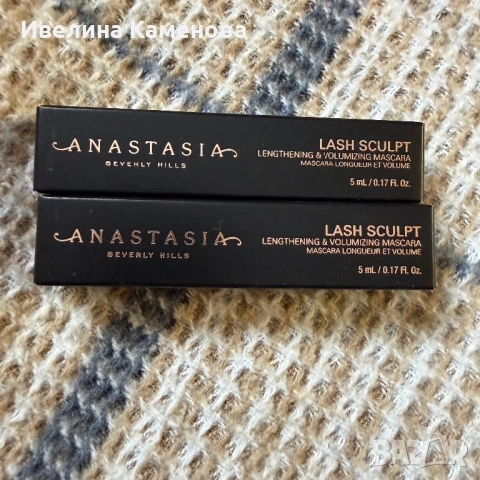 Ивелина Каменова
ANASTASIA
BEVERLY HILLS
LASH SCULPT
LENGTHENING & VOLUMIZING MASCARA
MASCARA LONGUEUR ET VOLUME
5 mL / 0.17 Fl. Oz.
ANASTASIA
BEVERLY HILLS
LASH SCULPT
LENGTHENING & VOLUMIZING MASCARA
MASCARA LONGUEUR ET VOLUME
5 mL / 0.17 Fl. Oz.
BAZAR